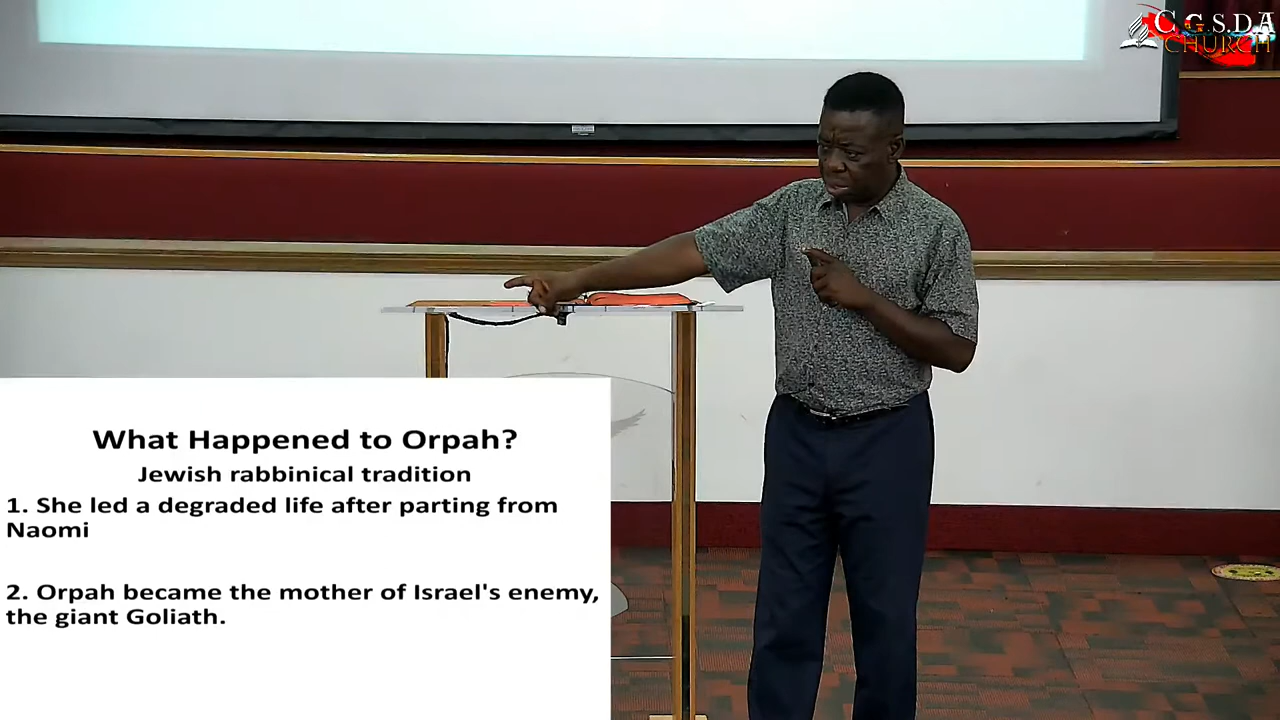 C G.S.D.A
CHURCH
What Happened to Orpah?
Jewish rabbinical tradition
1. She led a degraded life after parting from
Naomi
2. Orpah became the mother of Israel's enemy,
the giant Goliath.